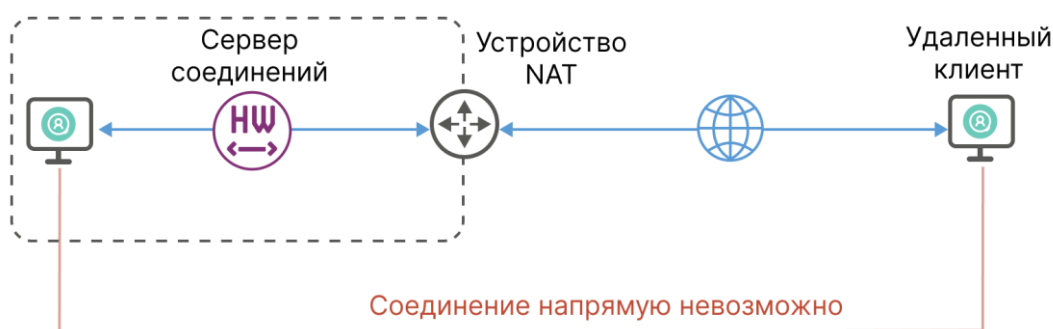 Сервер
соединений
Устройство
NAT
Удаленный
клиент
HW
Соединение напрямую невозможно